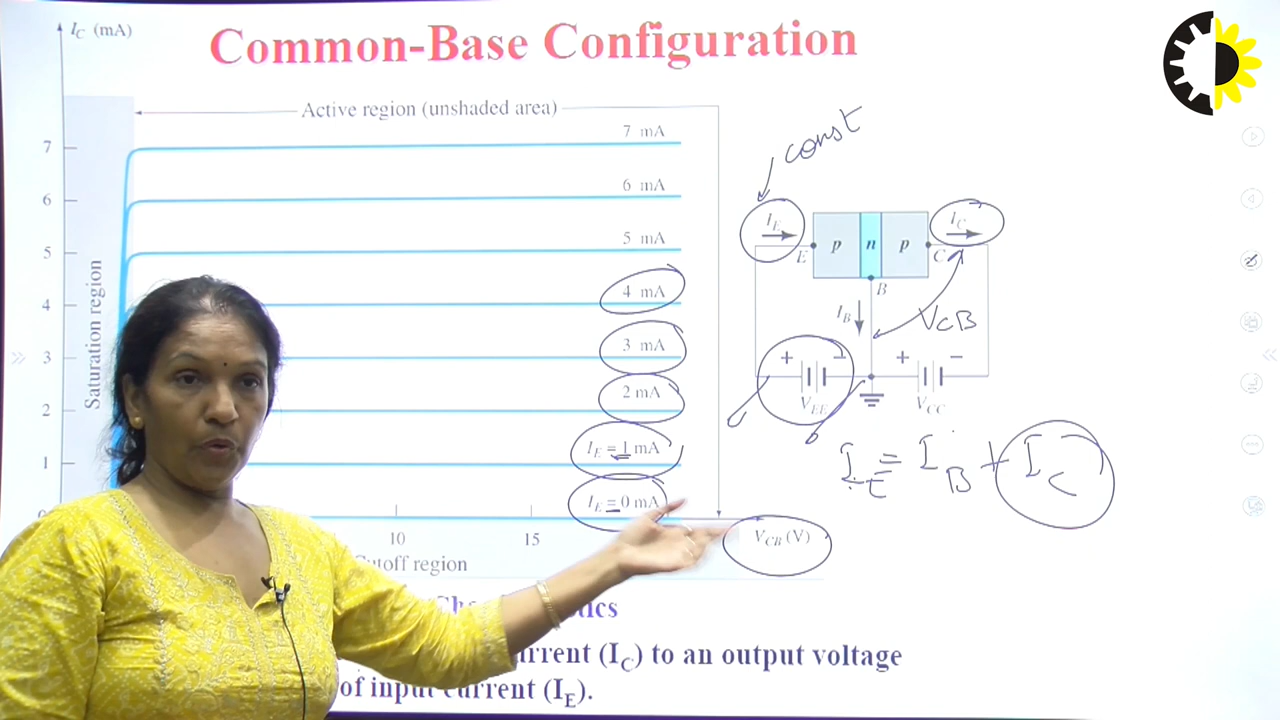 I_C (mA)
Common-Base Configuration
Active region (unshaded area)
7 mA
7
6 mA
6
5 mA
5
4 mA
4
3 mA
3
2 mA
2
I_E = 1 mA
1
I_E = 0 mA
0
Saturation region
10
15
V_CB (V)
region
const
I_E
I_C
p
n
p
E
C
B
I_B
V_CB
+
−
+
−
V_EE
V_CC
I_E = I_B + I_C
(I_C) to an output voltage
of input current (I_E).